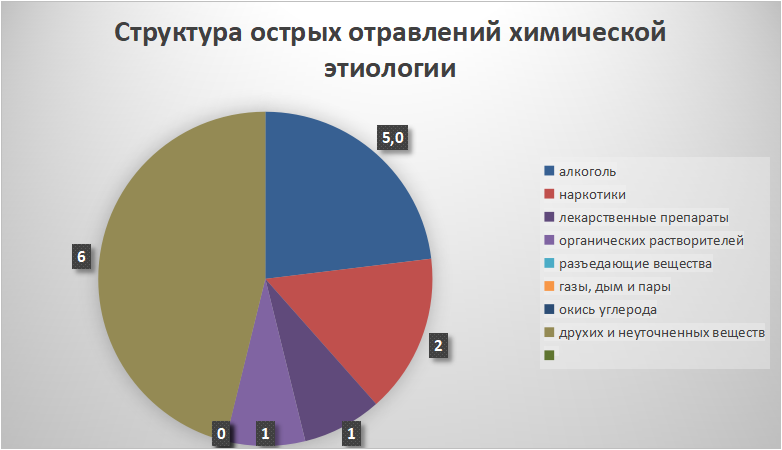 Структура острых отравлений химической
этиологии
5,0
6
2
0
1
1
алкоголь
наркотики
лекарственные препараты
органических растворителей
разъедающие вещества
газы, дым и пары
окись углерода
друхих и неуточненных веществ